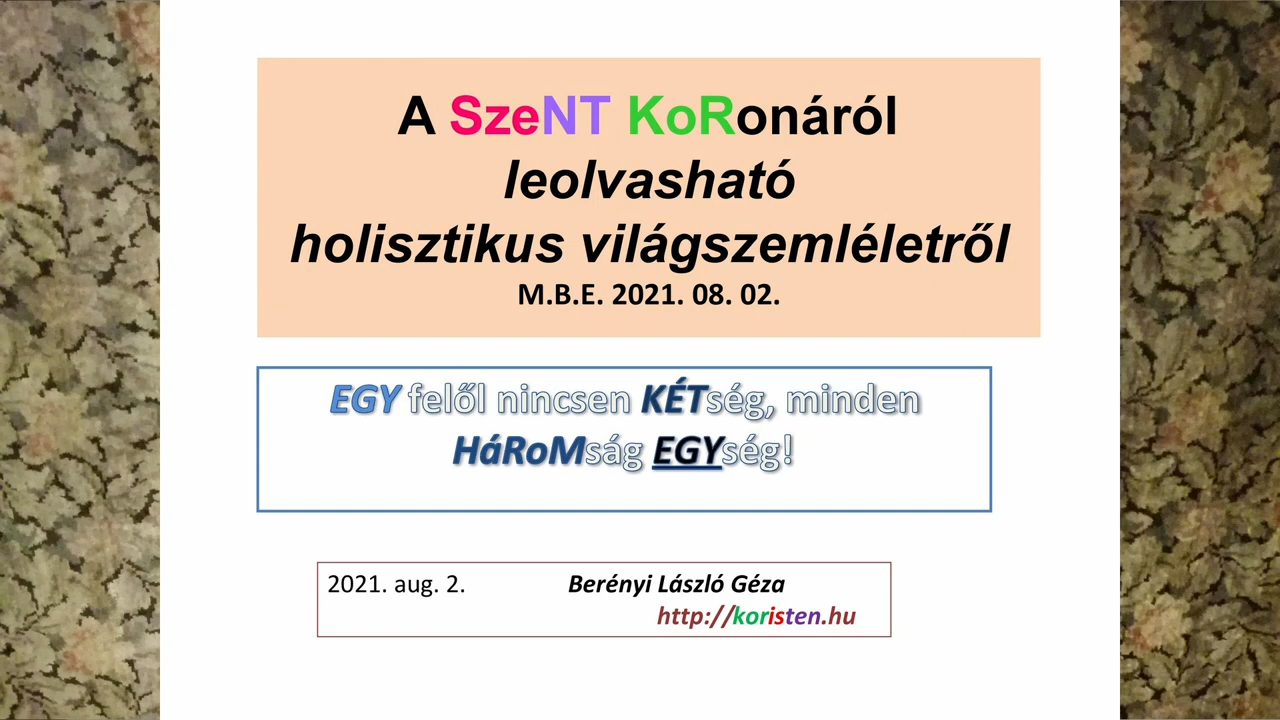 A SzeNT KoRonáról
leolvasható
holisztikus világszemléletről
M.B.E. 2021. 08. 02.
EGY felől nincsen KÉTség, minden
HáRoMság EGYség!
2021. aug. 2. Berényi László Géza
http://koristen.hu